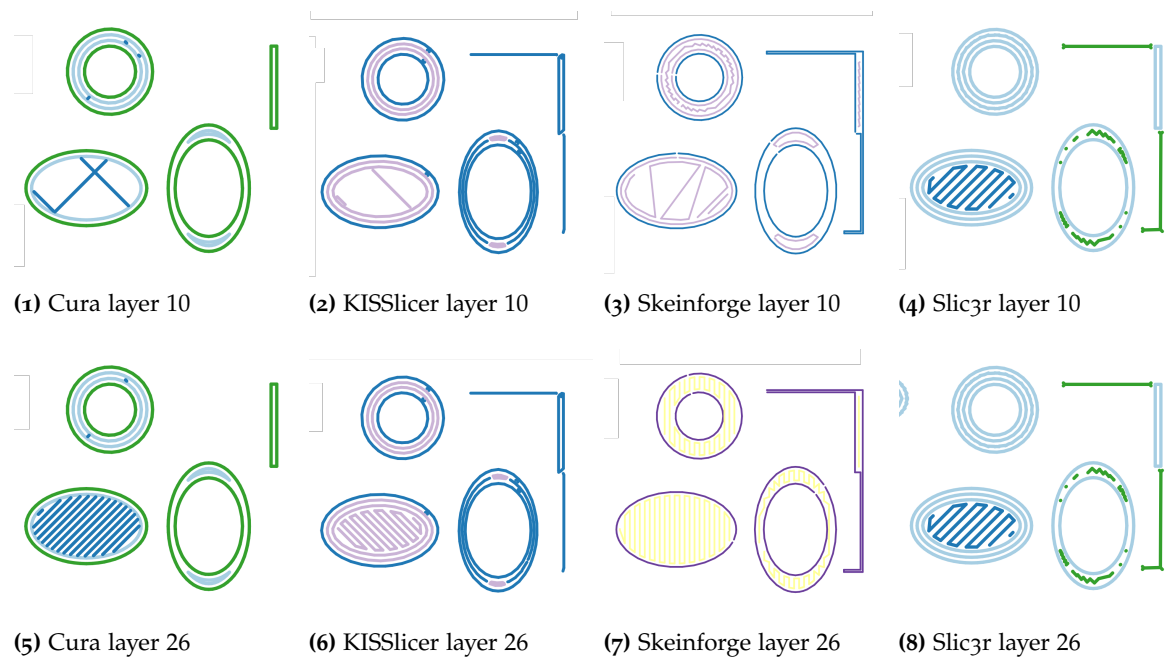 (1) Cura layer 10
(2) KISSlicer layer 10
(3) Skeinforge layer 10
(4) Slic3r layer 10
(5) Cura layer 26
(6) KISSlicer layer 26
(7) Skeinforge layer 26
(8) Slic3r layer 26